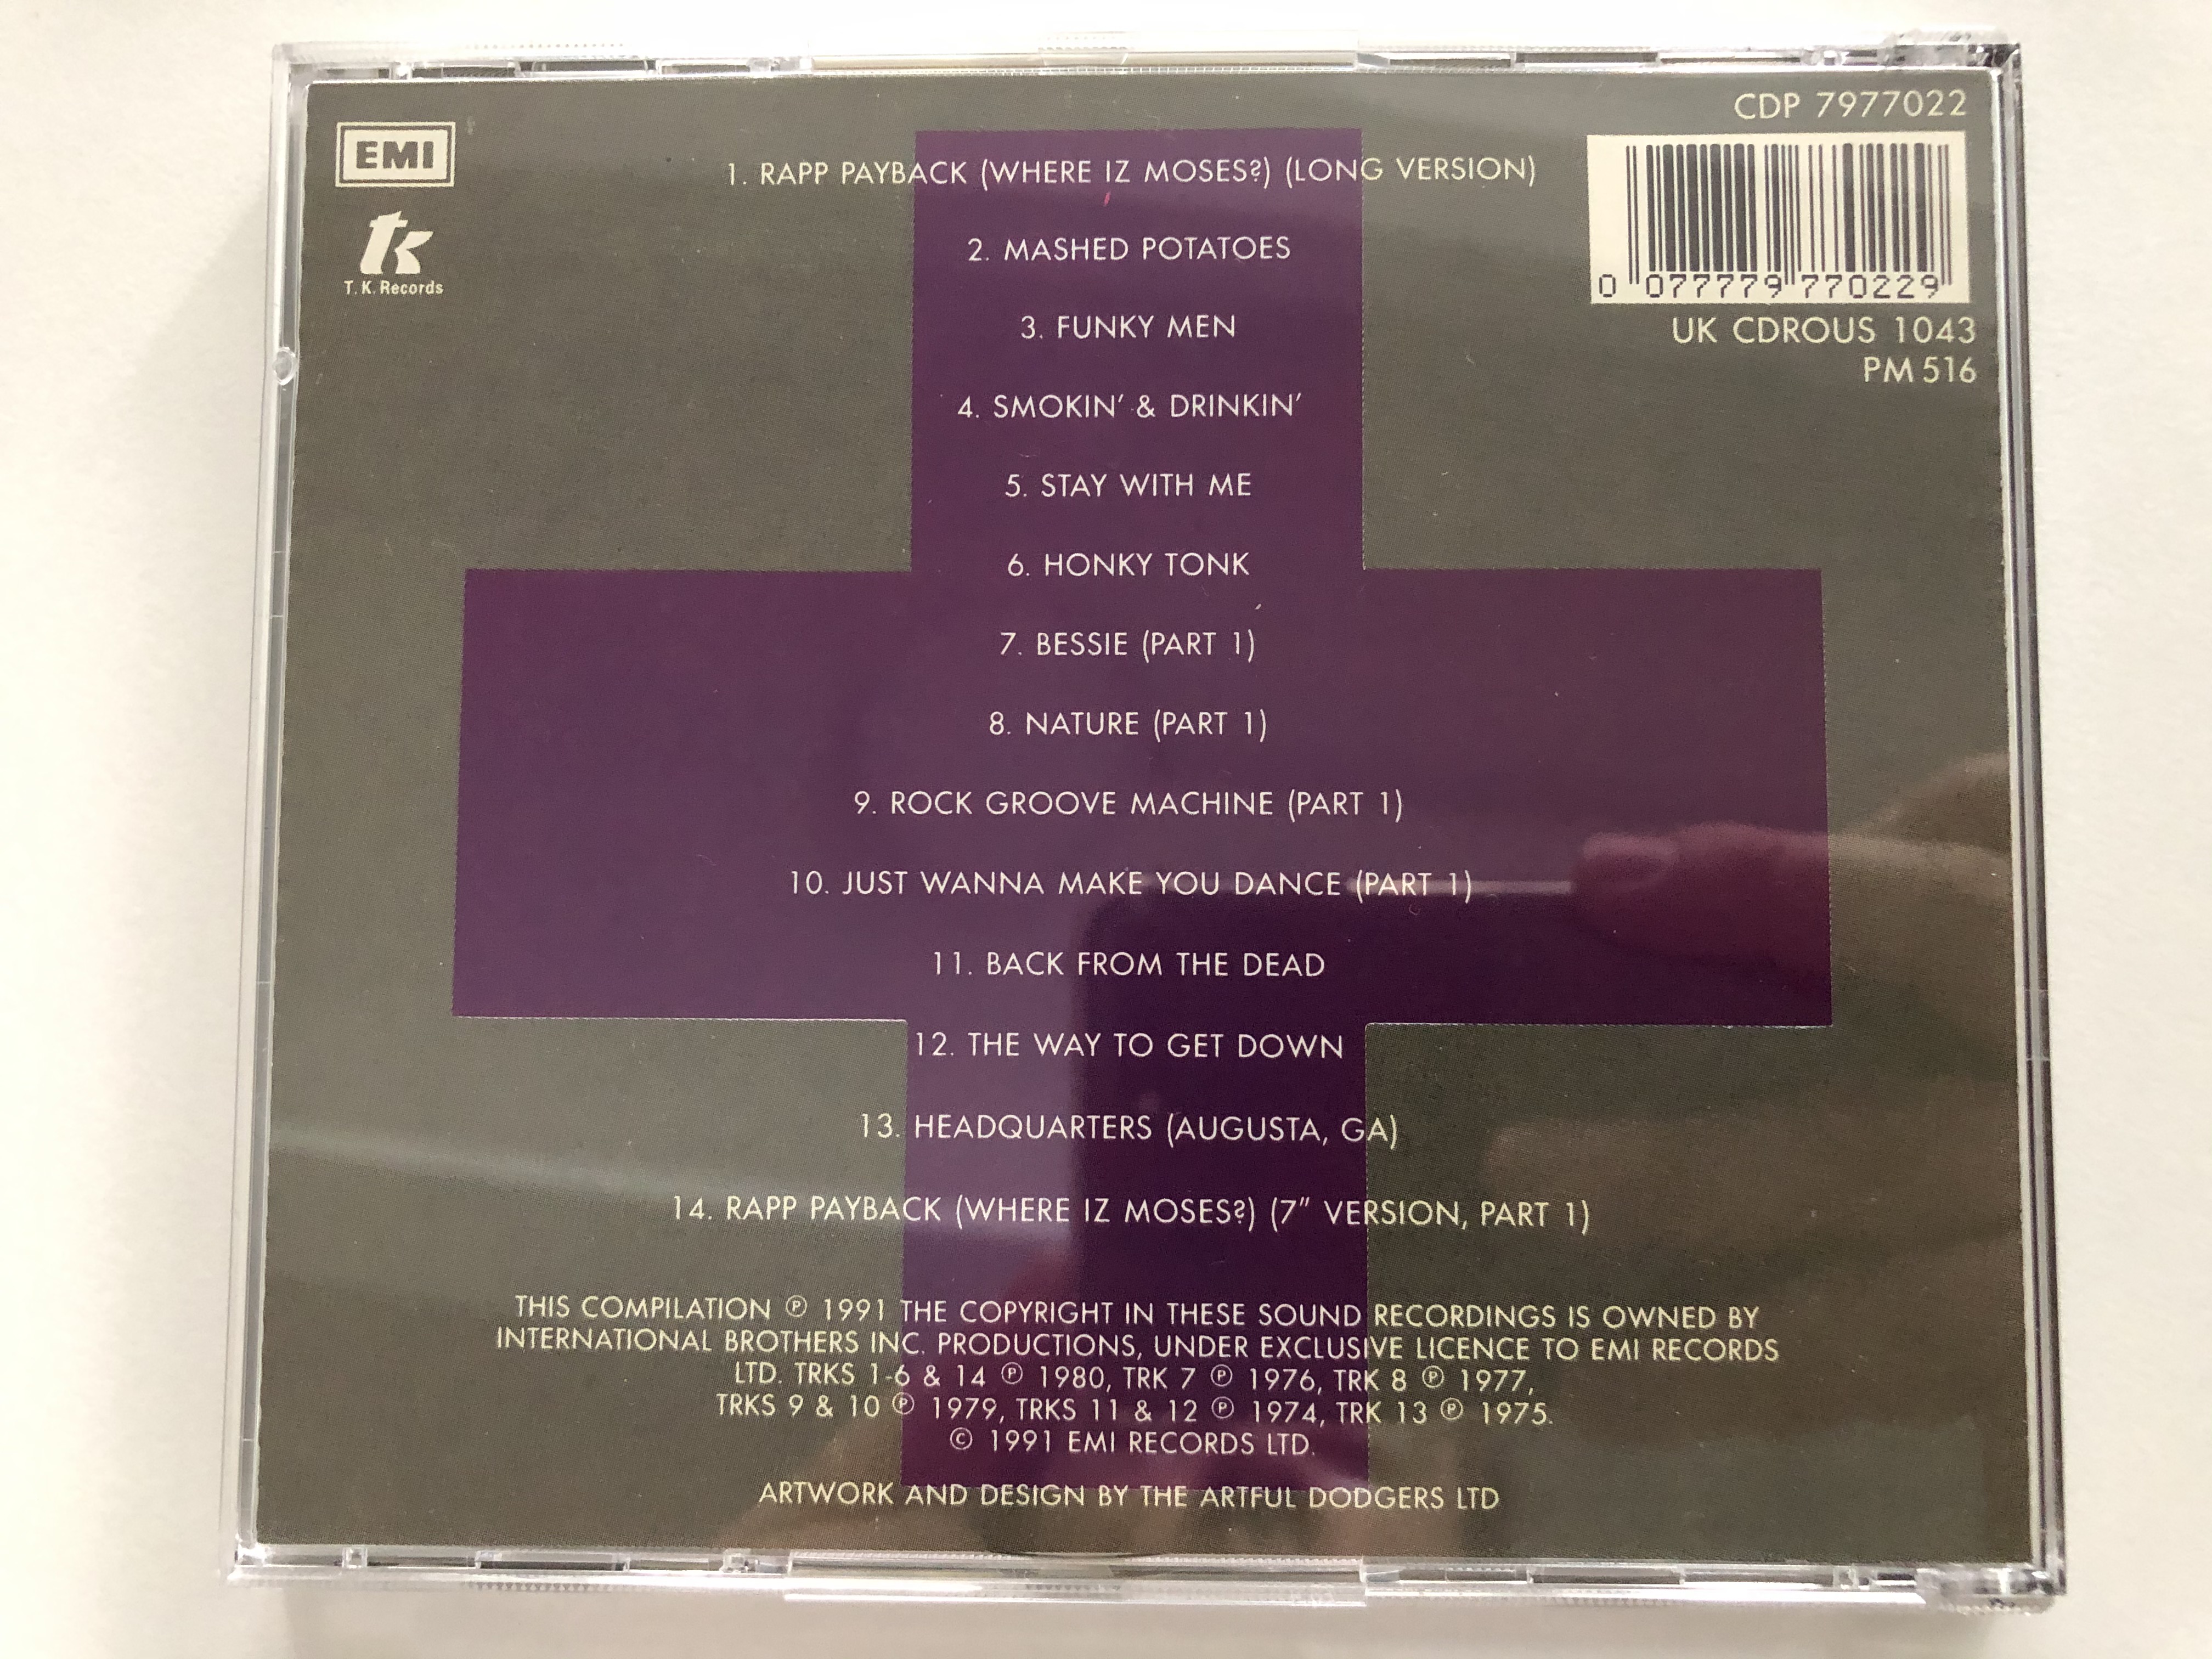 EMI
T. K. Records
CDP 7977022
0 077779 770229
UK CDROUS 1043
PM 516
1. RAPP PAYBACK (WHERE IZ MOSES?) (LONG VERSION)
2. MASHED POTATOES
3. FUNKY MEN
4. SMOKIN' & DRINKIN'
5. STAY WITH ME
6. HONKY TONK
7. BESSIE (PART 1)
8. NATURE (PART 1)
9. ROCK GROOVE MACHINE (PART 1)
10. JUST WANNA MAKE YOU DANCE (PART 1)
11. BACK FROM THE DEAD
12. THE WAY TO GET DOWN
13. HEADQUARTERS (AUGUSTA, GA)
14. RAPP PAYBACK (WHERE IZ MOSES?) (7" VERSION, PART 1)
THIS COMPILATION ℗ 1991 THE COPYRIGHT IN THESE SOUND RECORDINGS IS OWNED BY
INTERNATIONAL BROTHERS INC. PRODUCTIONS, UNDER EXCLUSIVE LICENCE TO EMI RECORDS
LTD. TRKS 1-6 & 14 ℗ 1980, TRK 7 ℗ 1976, TRK 8 ℗ 1977,
TRKS 9 & 10 ℗ 1979, TRKS 11 & 12 ℗ 1974, TRK 13 ℗ 1975.
© 1991 EMI RECORDS LTD.
ARTWORK AND DESIGN BY THE ARTFUL DODGERS LTD